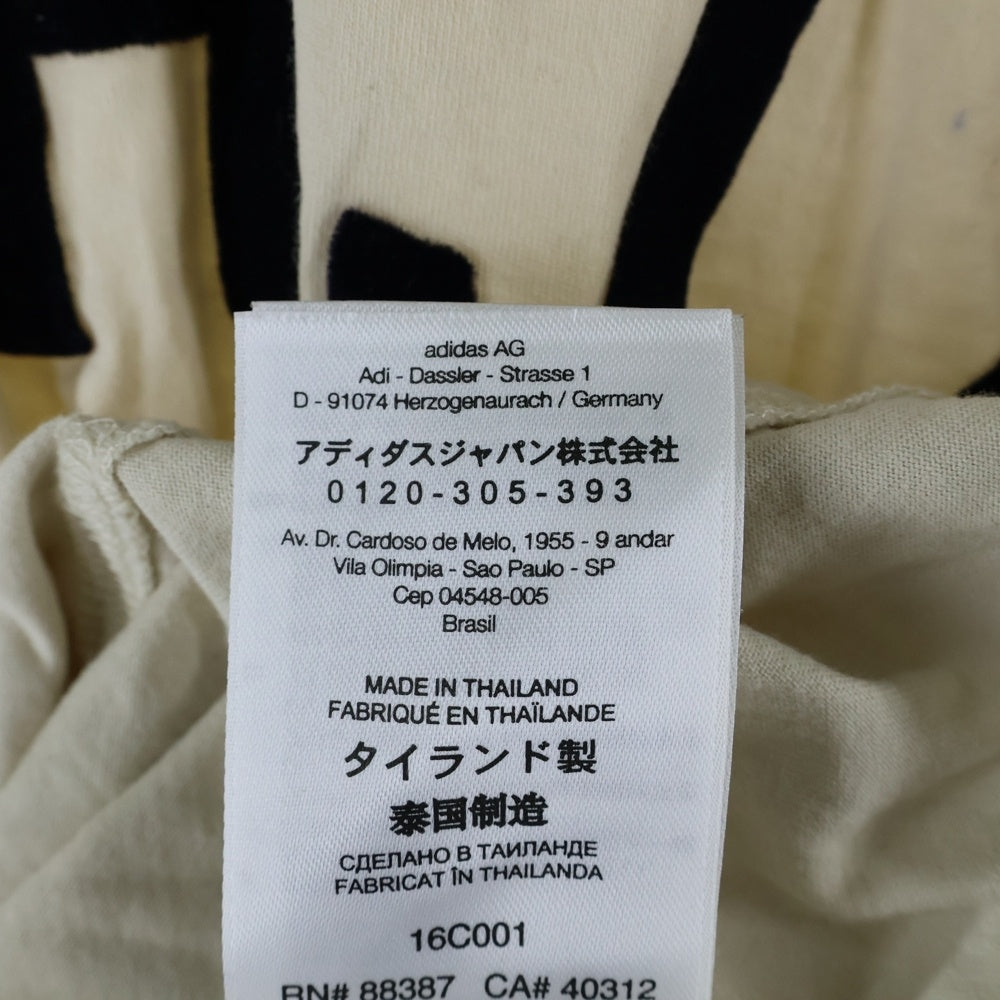 adidas AG
Adi - Dassler - Strasse 1
D - 91074 Herzogenaurach / Germany
アディダスジャパン株式会社
0120-305-393
Av. Dr. Cardoso de Melo, 1955 - 9 andar
Vila Olimpia - Sao Paulo - SP
Cep 04548-005
Brasil
MADE IN THAILAND
FABRIQUÉ EN THAÏLANDE
タイランド製
泰国制造
СДЕЛАНО В ТАИЛАНДЕ
FABRICAT ÎN THAILANDA
16C001
RN# 88387 CA# 40312